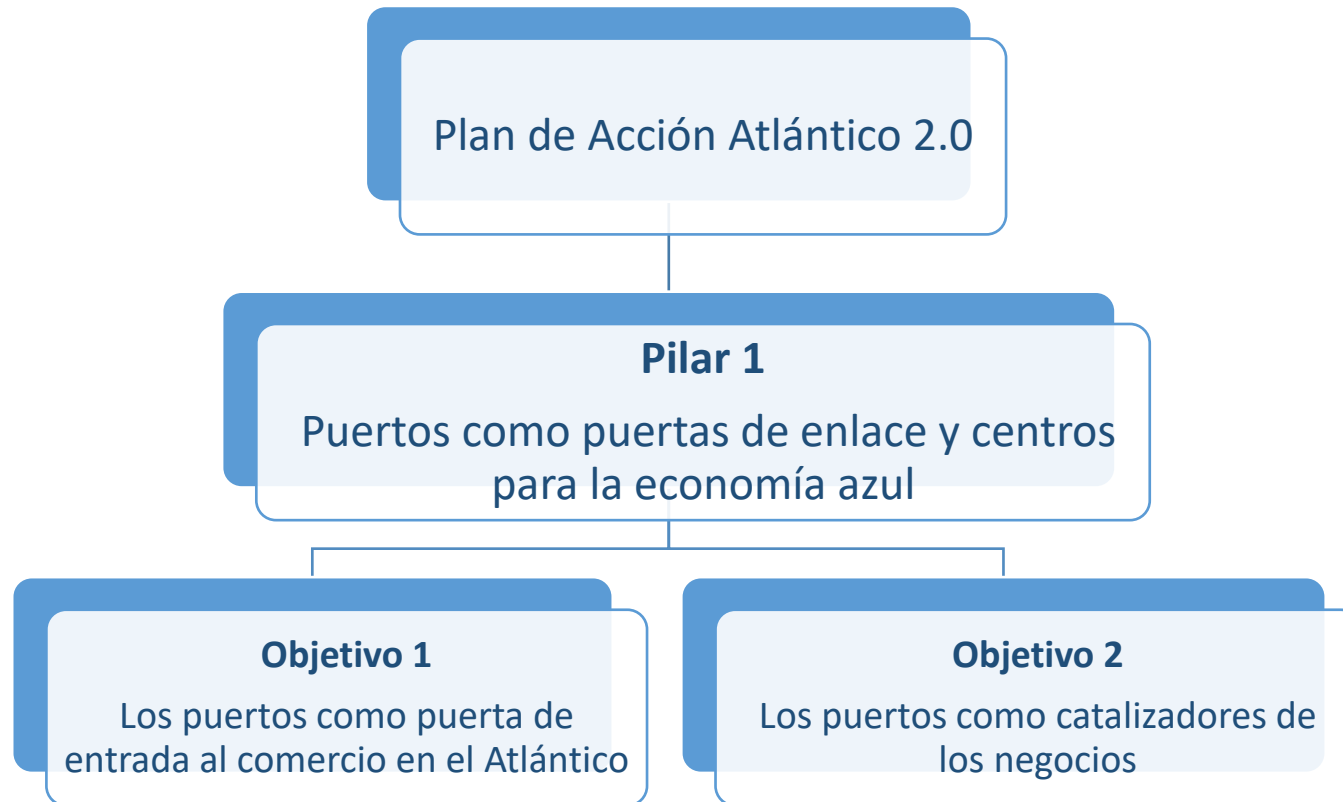 Plan de Acción Atlántico 2.0
Pilar 1
Puertos como puertas de enlace y centros
para la economía azul
Objetivo 1
Los puertos como puerta de
entrada al comercio en el Atlántico
Objetivo 2
Los puertos como catalizadores de
los negocios